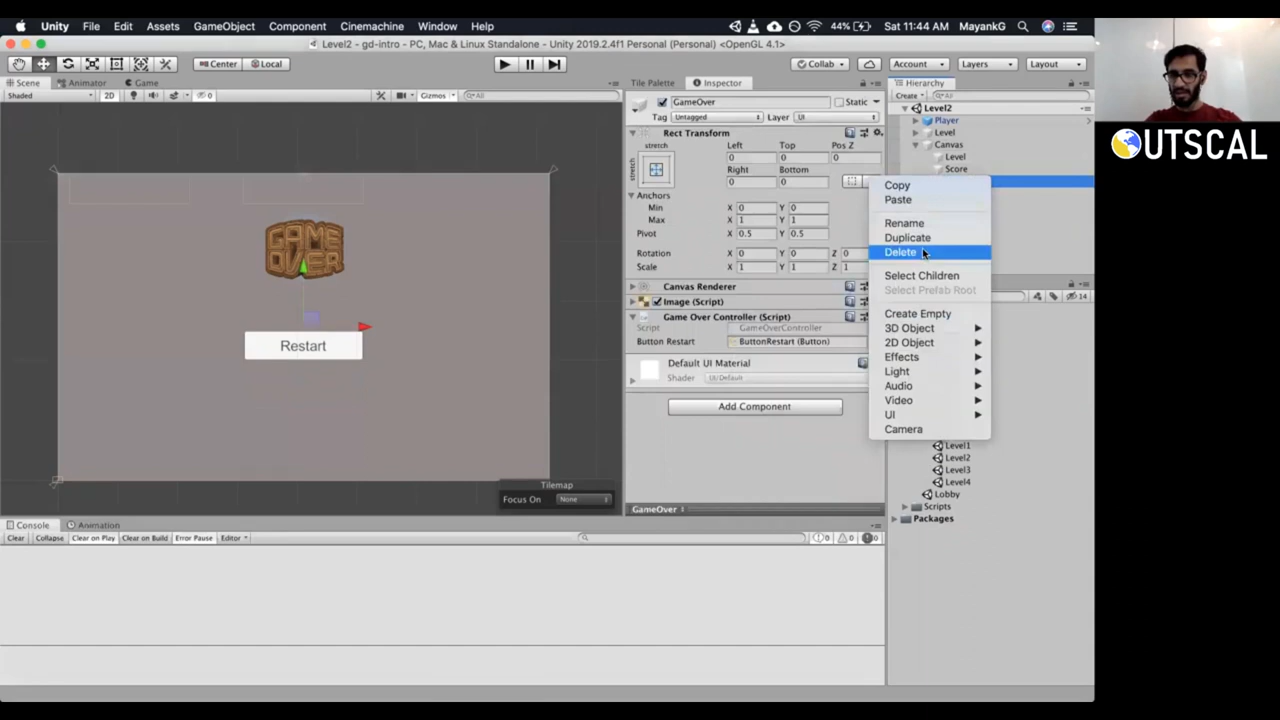 Unity File Edit Assets GameObject Component Cinemachine Window Help 44% Sat 11:44 AM MayankG
Level2 - gd-intro - PC, Mac & Linux Standalone - Unity 2019.2.4f1 Personal (Personal) <OpenGL 4.1>
Center Local Collab Account Layers Layout
Scene Animator Game Tile Palette Inspector Hierarchy
Shaded 2D Gizmos All Create All
GameOver Static
Tag Untagged Layer UI
Rect Transform
stretch Left Top Pos Z
stretch 0 0 0
Right Bottom
0 0
Anchors
Min X 0 Y 0
Max X 1 Y 1
Pivot X 0.5 Y 0.5
Rotation X 0 Y 0 Z 0
Scale X 1 Y 1 Z 1
Canvas Renderer
Image (Script)
Game Over Controller (Script)
Script GameOverController
Button Restart ButtonRestart (Button)
Default UI Material
Shader UI/Default
Add Component
GameOver
Level2
Player
Level
Canvas
Level
Score
Copy
Paste
Rename
Duplicate
Delete
Select Children
Select Prefab Root
Create Empty
3D Object
2D Object
Effects
Light
Audio
Video
UI
Camera
14
Level1
Level2
Level3
Level4
Lobby
Scripts
Packages
GAME
OVER
Restart
Tilemap
Focus On None
Console Animation
Clear Collapse Clear on Play Clear on Build Error Pause Editor 0 0 0
OUTSCAL